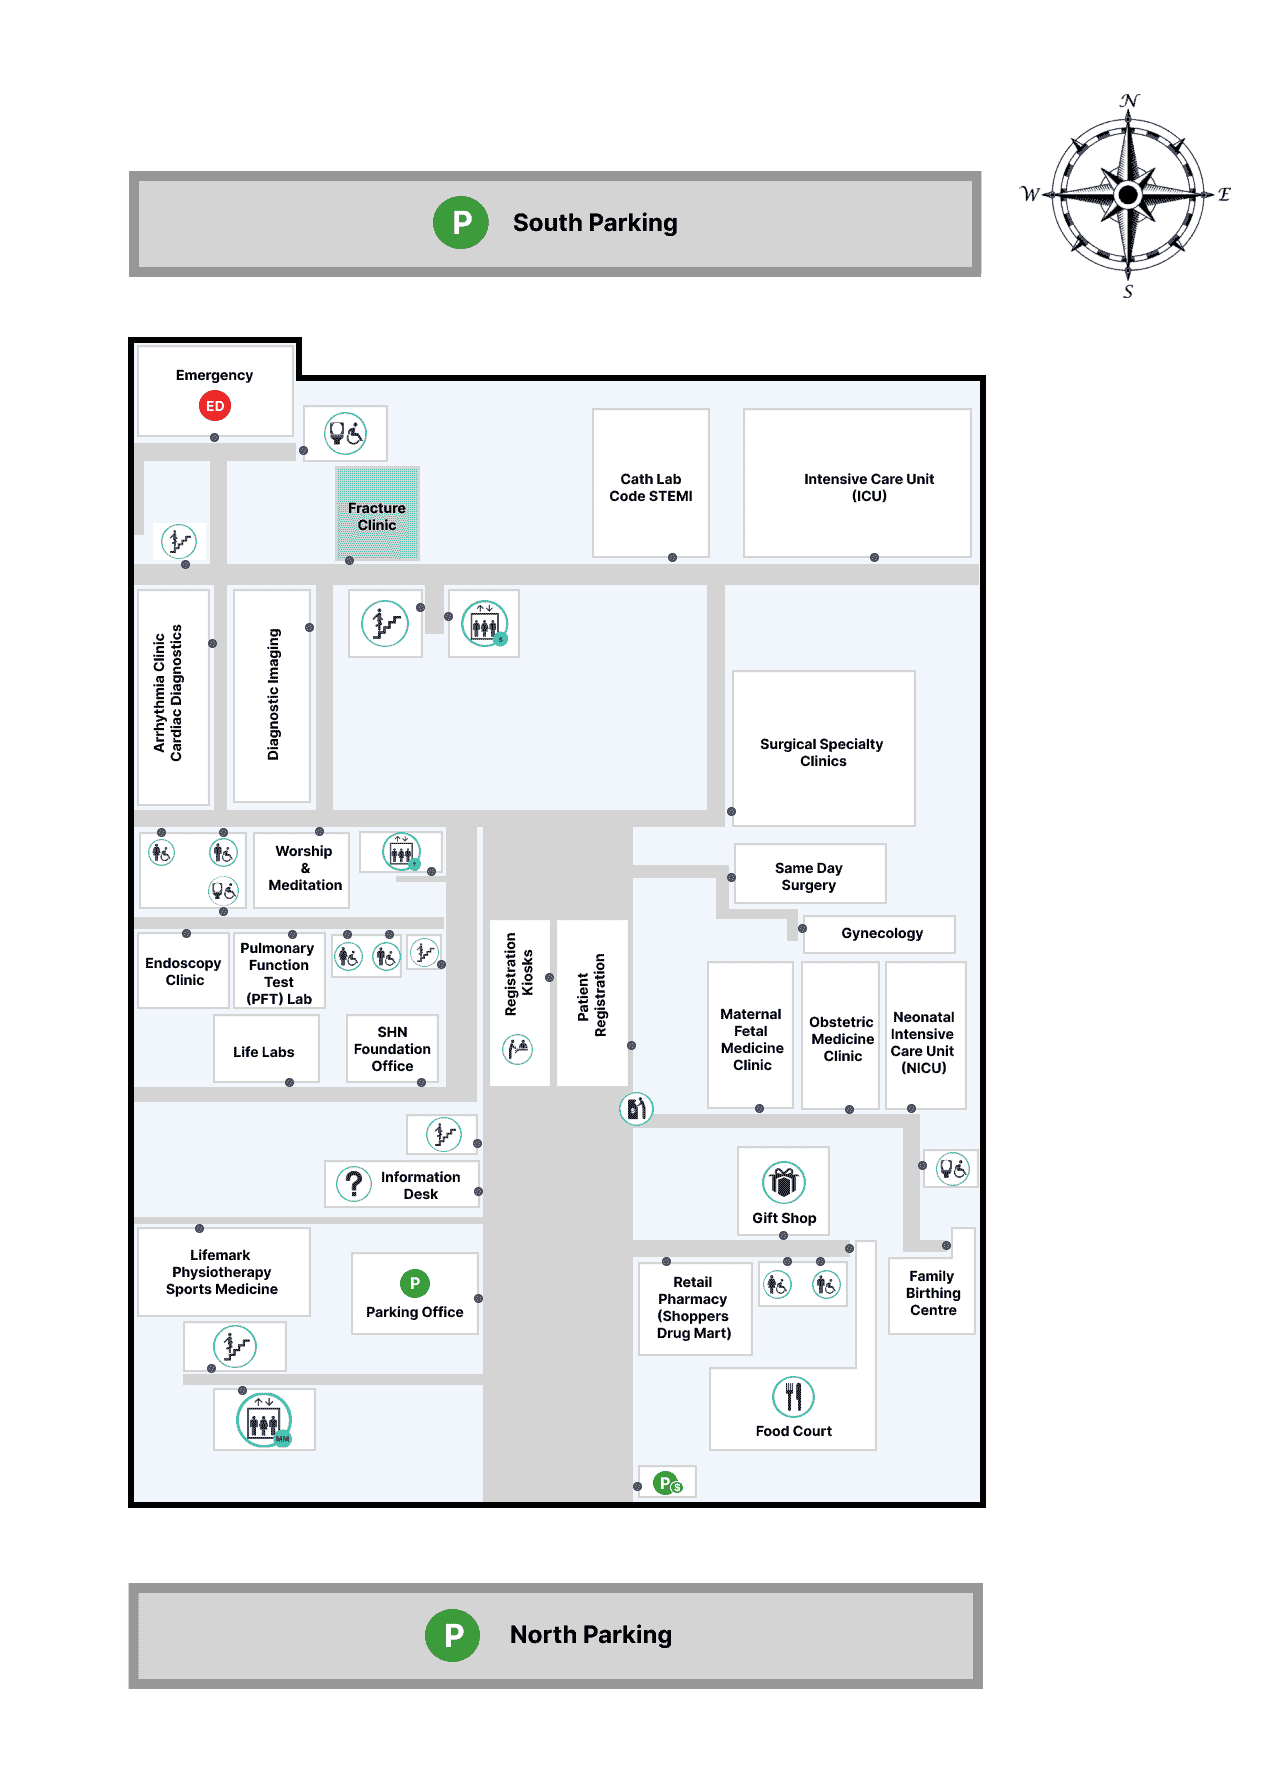 N
W
E
S
P
South Parking
Emergency
ED
Fracture
Clinic
Cath Lab
Code STEMI
Intensive Care Unit
(ICU)
Arrhythmia Clinic
Cardiac Diagnostics
Diagnostic Imaging
Surgical Specialty
Clinics
Worship
&
Meditation
Same Day
Surgery
Gynecology
Endoscopy
Clinic
Pulmonary
Function
Test
(PFT) Lab
Registration
Kiosks
Patient
Registration
Life Labs
SHN
Foundation
Office
Maternal
Fetal
Medicine
Clinic
Obstetric
Medicine
Clinic
Neonatal
Intensive
Care Unit
(NICU)
?
Information
Desk
Gift Shop
Lifemark
Physiotherapy
Sports Medicine
P
Parking Office
Retail
Pharmacy
(Shoppers
Drug Mart)
Family
Birthing
Centre
MM
Food Court
P
$
P
North Parking